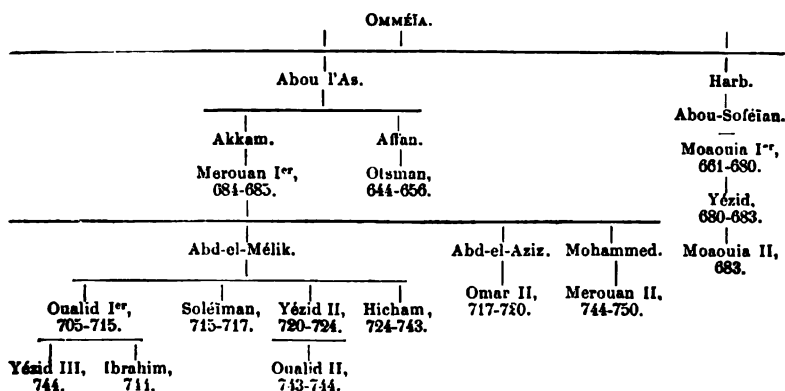 OMMÉÏA.
Abou l'As. Harb.
Abou-Soféïan.
Akkam. Affan.
Moaouia Ier,
661-680.
Merouan Ier, Otsman,
684-685. 644-656.
Yézid,
680-683.
Abd-el-Mélik. Abd-el-Aziz. Mohammed. Moaouia II,
683.
Omar II, Merouan II,
717-720. 744-750.
Oualid Ier, Soléïman, Yézid II, Hicham,
705-715. 715-717. 720-724. 724-743.
Yézid III, Ibrahim, Oualid II,
744. 744. 743-744.